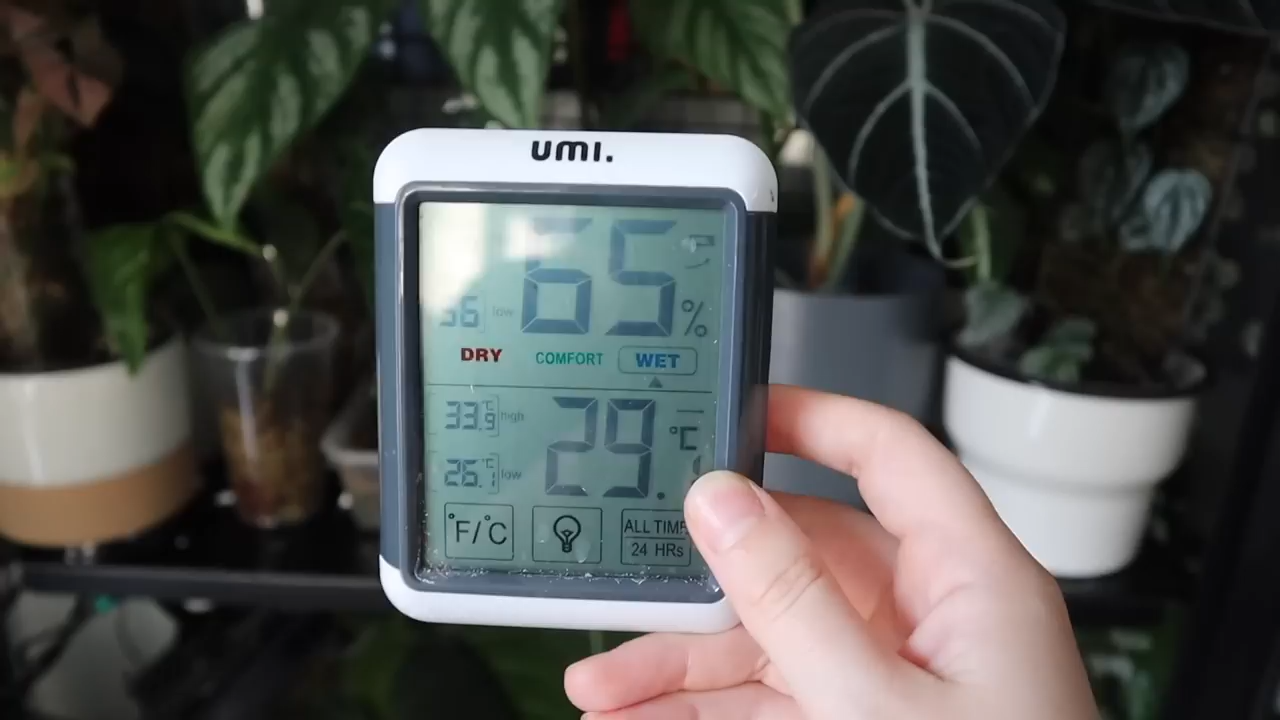 umi.
65 %
56 low
DRY COMFORT WET
33.9 °C high
29. °C
26.1 °C low
°F/°C
ALL TIME
24 HRs